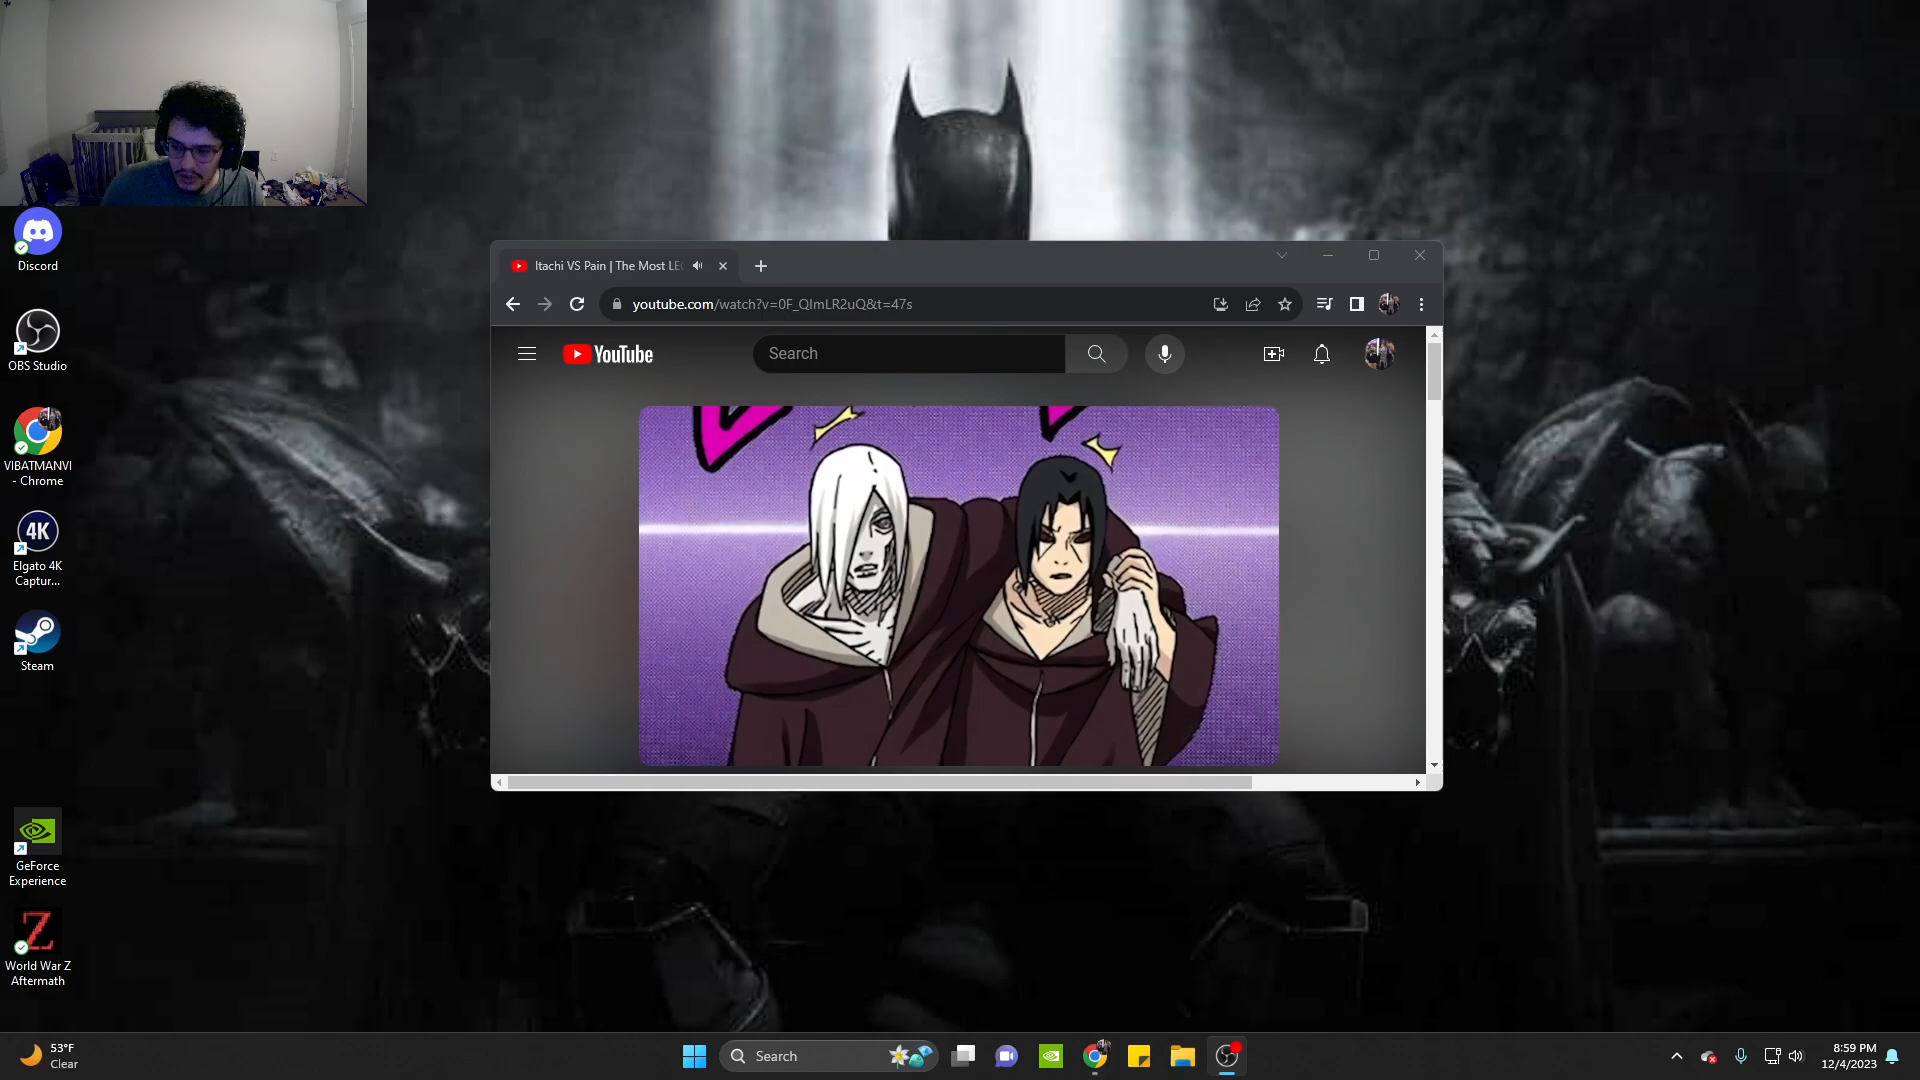 Discord
OBS Studio
VIBATMANVI
- Chrome
4K
Elgato 4K
Captur...
Steam
GeForce
Experience
Z
World War Z
Aftermath
Itachi VS Pain | The Most LE
youtube.com/watch?v=0F_QImLR2uQ&t=47s
YouTube
Search
53°F
Clear
Search
8:59 PM
12/4/2023